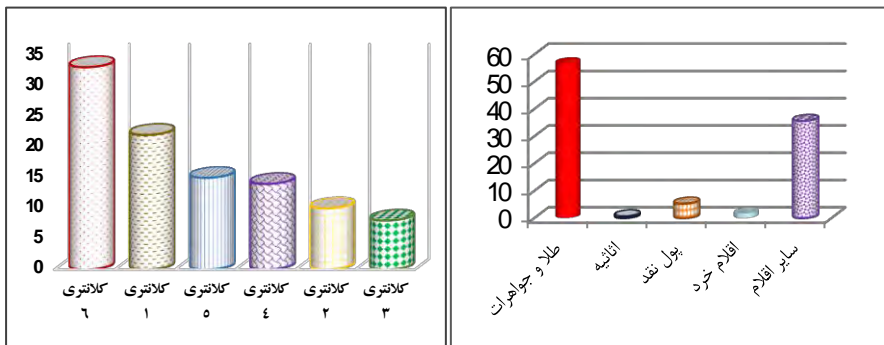 35
30
25
20
15
10
5
0
کلانتری ۶
کلانتری ۱
کلانتری ۵
کلانتری ۴
کلانتری ۲
کلانتری ۳
60
50
40
30
20
10
0
طلا و جواهرات
اثاثیه
پول نقد
اقلام خرد
سایر اقلام